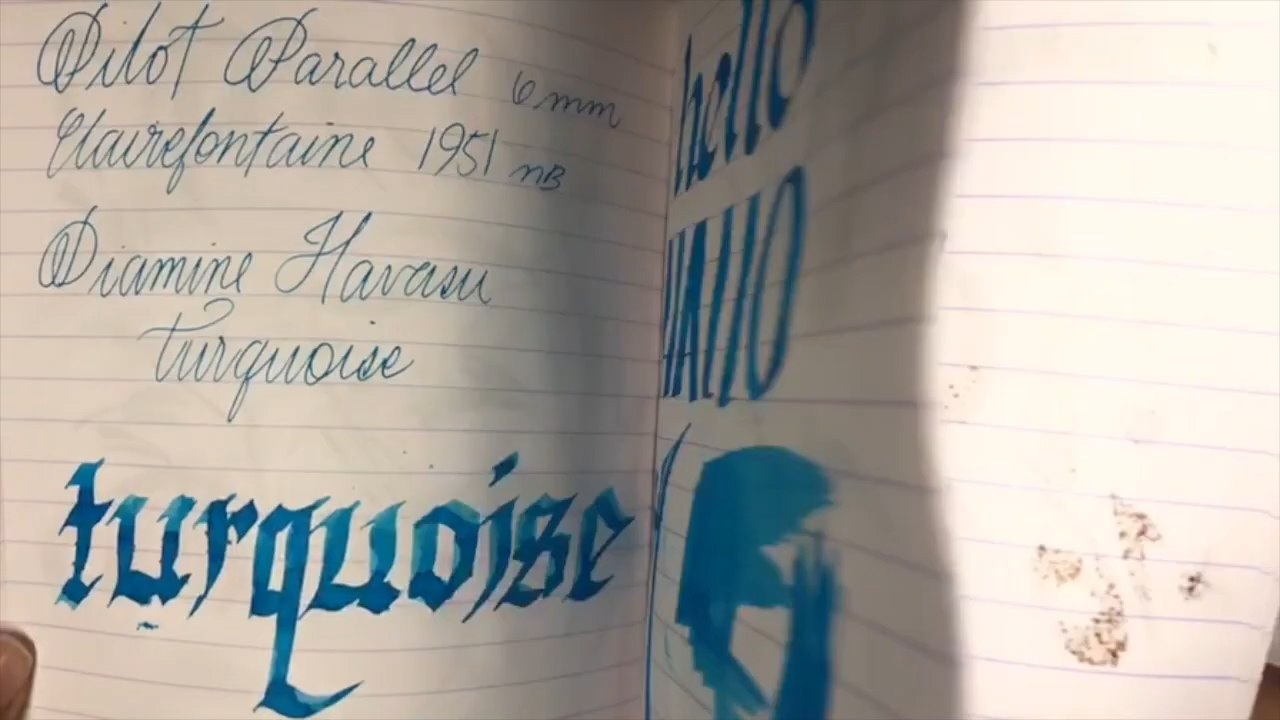 Pilot Parallel 6mm
Clairefontaine 1951 nB
Diamine Havasu
turquoise
turquoise
hello
HAllO